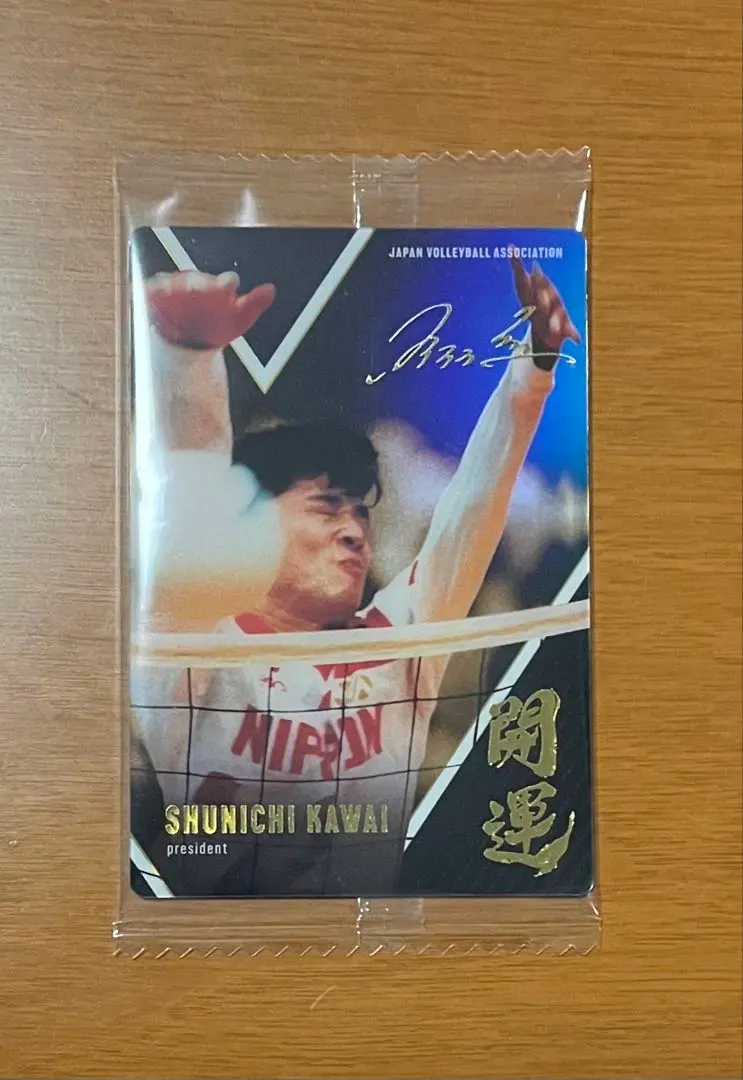 JAPAN VOLLEYBALL ASSOCIATION
NIPPON
SHUNICHI KAWAI
president
開
運